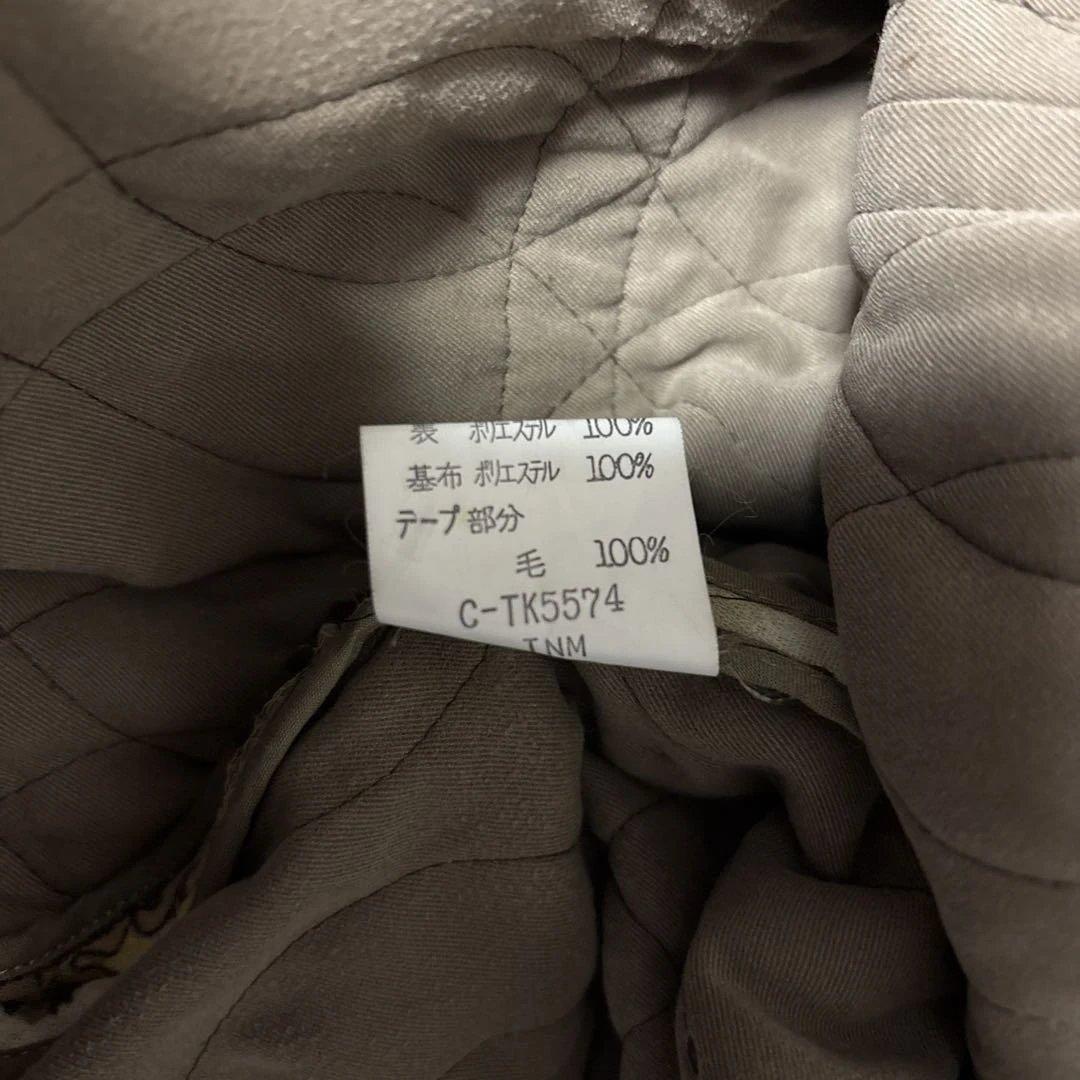 裏 ポリエステル 100%
基布 ポリエステル 100%
テープ部分
毛 100%
C-TK5574
INM